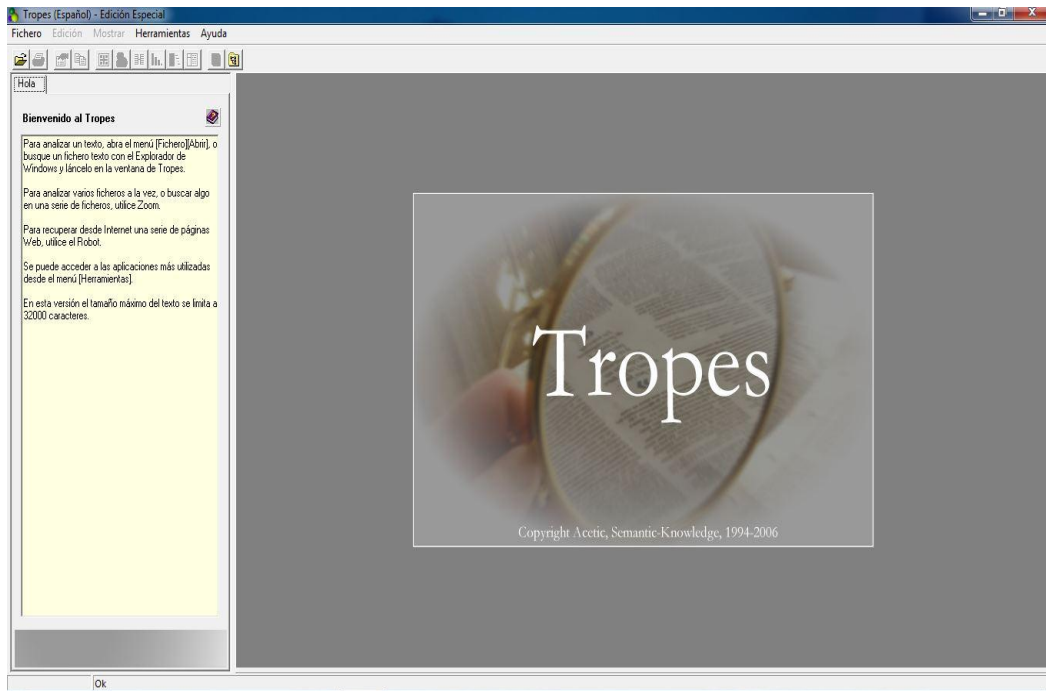 Tropes (Español) - Edición Especial
Fichero Edición Mostrar Herramientas Ayuda
Hola
Bienvenido al Tropes
Para analizar un texto, abra el menú [Fichero][Abrir], o
busque un fichero texto con el Explorador de
Windows y láncelo en la ventana de Tropes.
Para analizar varios ficheros a la vez, o buscar algo
en una serie de ficheros, utilice Zoom.
Para recuperar desde Internet una serie de páginas
Web, utilice el Robot.
Se puede acceder a las aplicaciones más utilizadas
desde el menú [Herramientas].
En esta versión el tamaño máximo del texto se limita a
32000 caracteres.
Tropes
Copyright Acetic, Semantic-Knowledge, 1994-2006
Ok